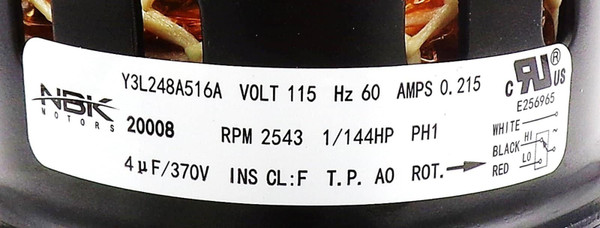 NBK
MOTORS
Y3L248A516A VOLT 115 Hz 60 AMPS 0.215
20008 RPM 2543 1/144HP PH1
4µF/370V INS CL:F T.P. AO ROT.
C RU US
E256965
WHITE
BLACK HI ~
RED LO